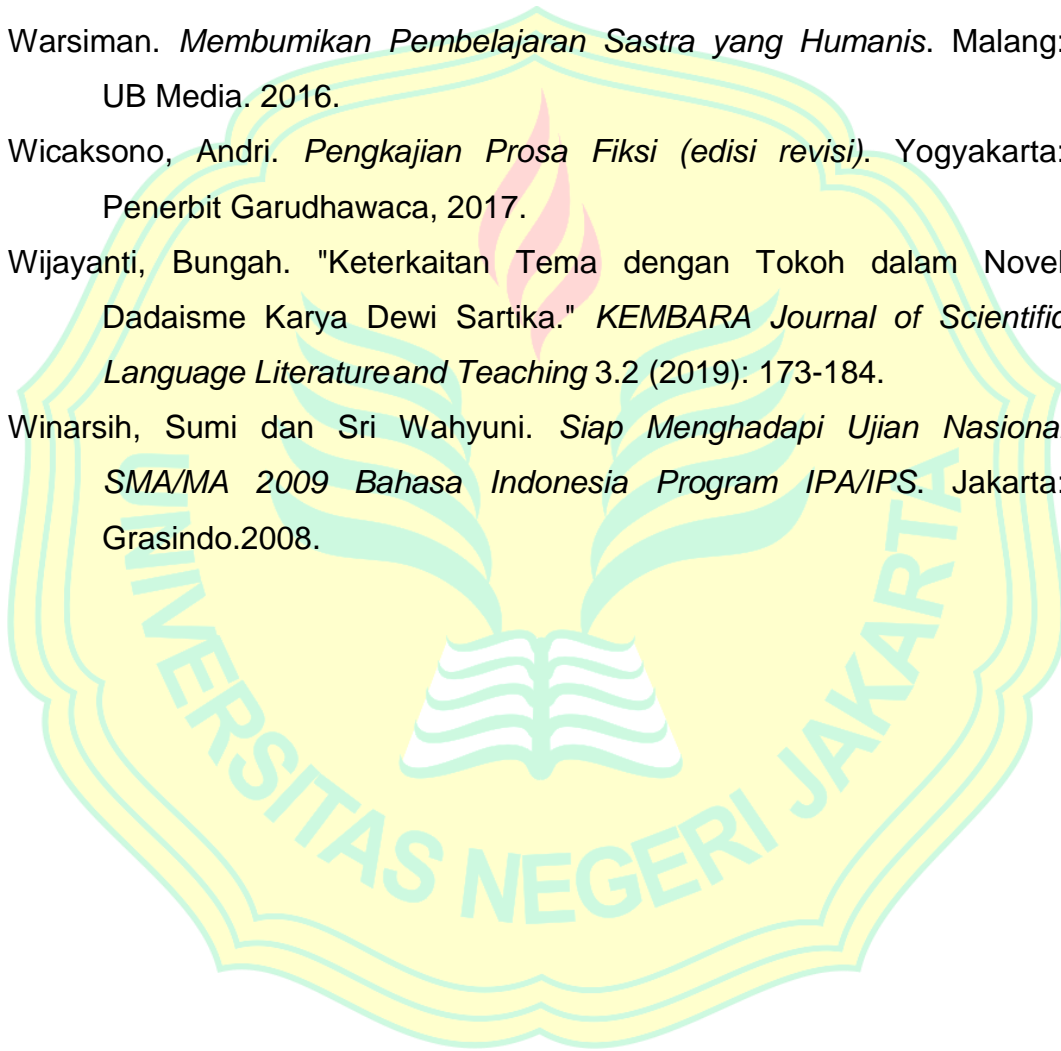 Warsiman. Membumikan Pembelajaran Sastra yang Humanis. Malang:
UB Media. 2016.
Wicaksono, Andri. Pengkajian Prosa Fiksi (edisi revisi). Yogyakarta:
Penerbit Garudhawaca, 2017.
Wijayanti, Bungah. "Keterkaitan Tema dengan Tokoh dalam Novel
Dadaisme Karya Dewi Sartika." KEMBARA Journal of Scientific
Language Literatureand Teaching 3.2 (2019): 173-184.
Winarsih, Sumi dan Sri Wahyuni. Siap Menghadapi Ujian Nasional
SMA/MA 2009 Bahasa Indonesia Program IPA/IPS. Jakarta:
Grasindo.2008.
UNIVERSITAS NEGERI JAKARTA